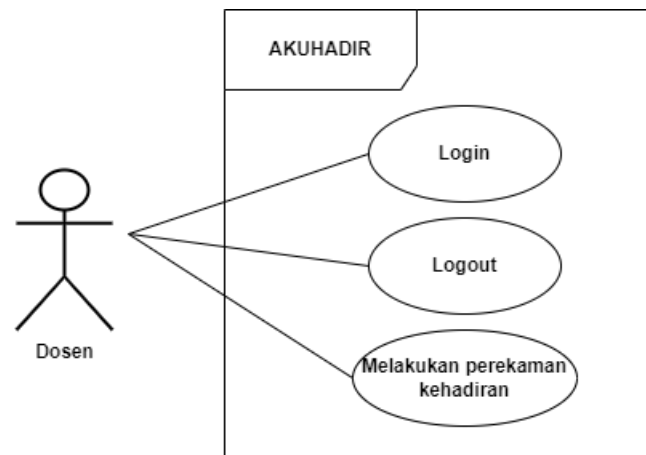 AKUHADIR
Login
Logout
Dosen
Melakukan perekaman
kehadiran